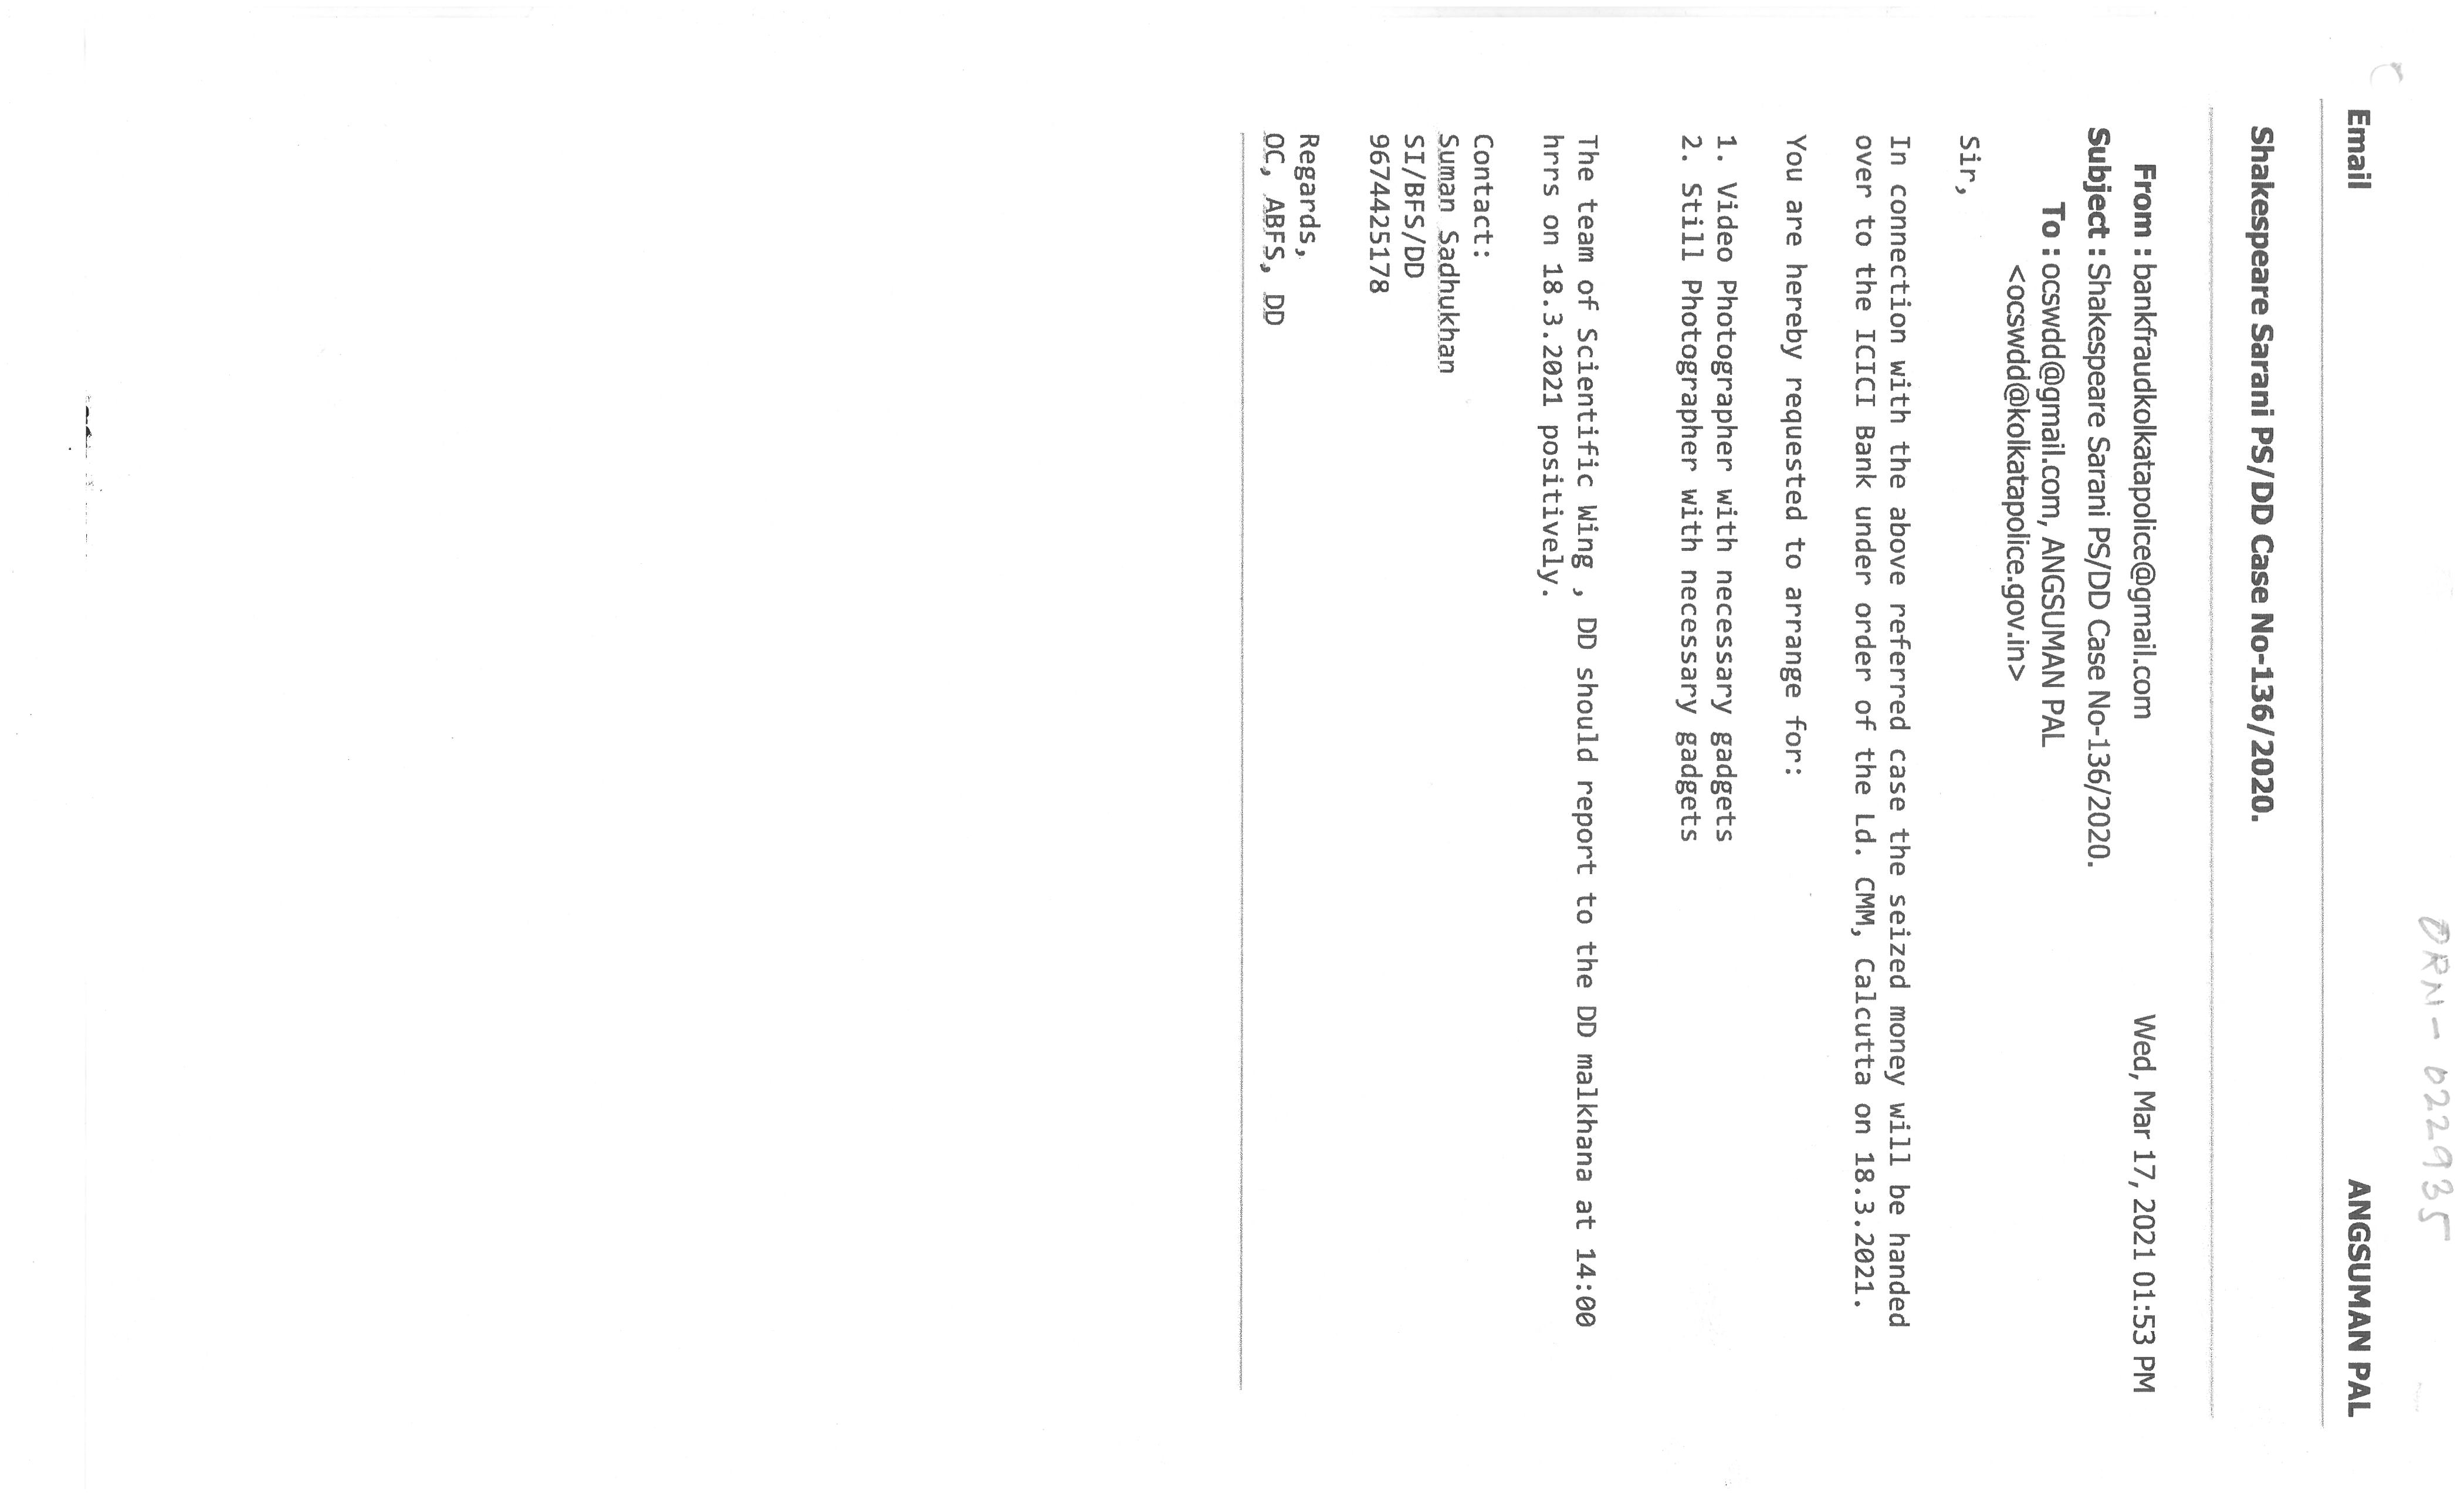 ORN - 022935
Email ANGSUMAN PAL
Shakespeare Sarani PS/DD Case No-136/2020.
From : bankfraudkolkatapolice@gmail.com Wed, Mar 17, 2021 01:53 PM
Subject : Shakespeare Sarani PS/DD Case No-136/2020.
To : ocswdd@gmail.com, ANGSUMAN PAL
<ocswdd@kolkatapolice.gov.in>
Sir,
In connection with the above referred case the seized money will be handed
over to the ICICI Bank under order of the Ld. CMM, Calcutta on 18.3.2021.
You are hereby requested to arrange for:
1. Video Photographer with necessary gadgets
2. Still Photographer with necessary gadgets
The team of Scientific Wing , DD should report to the DD malkhana at 14:00
hrrs on 18.3.2021 positively.
Contact:
Suman Sadhukhan
SI/BFS/DD
9674425178
Regards,
OC, ABFS, DD